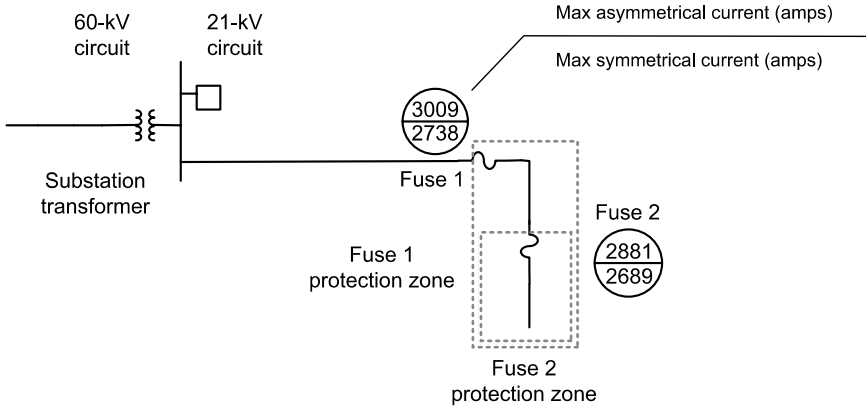 60-kV
circuit
21-kV
circuit
Max asymmetrical current (amps)
Max symmetrical current (amps)
3009
2738
Substation
transformer
Fuse 1
Fuse 2
2881
2689
Fuse 1
protection zone
Fuse 2
protection zone